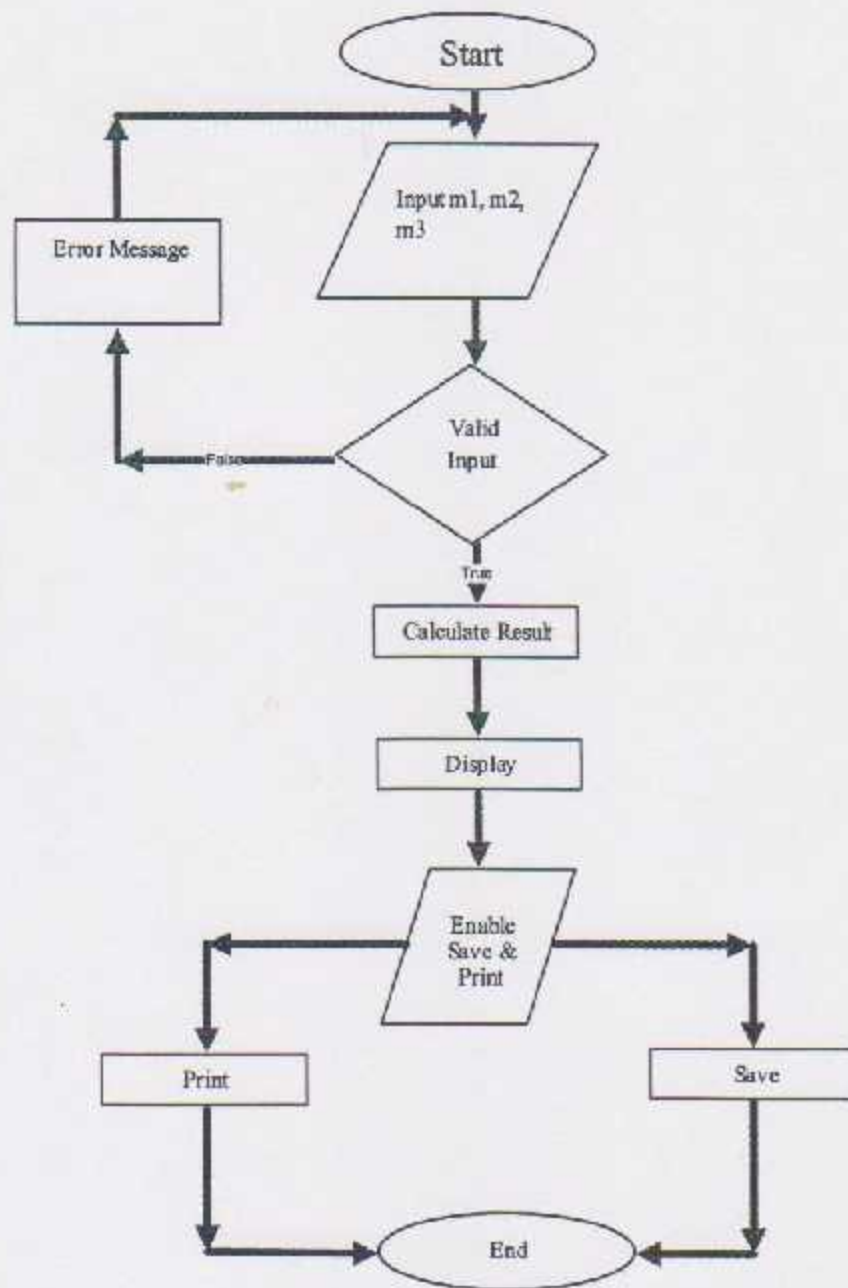 Start
Input m1, m2,
m3
Error Message
Valid
Input
False
True
Calculate Result
Display
Enable
Save &
Print
Print
Save
End